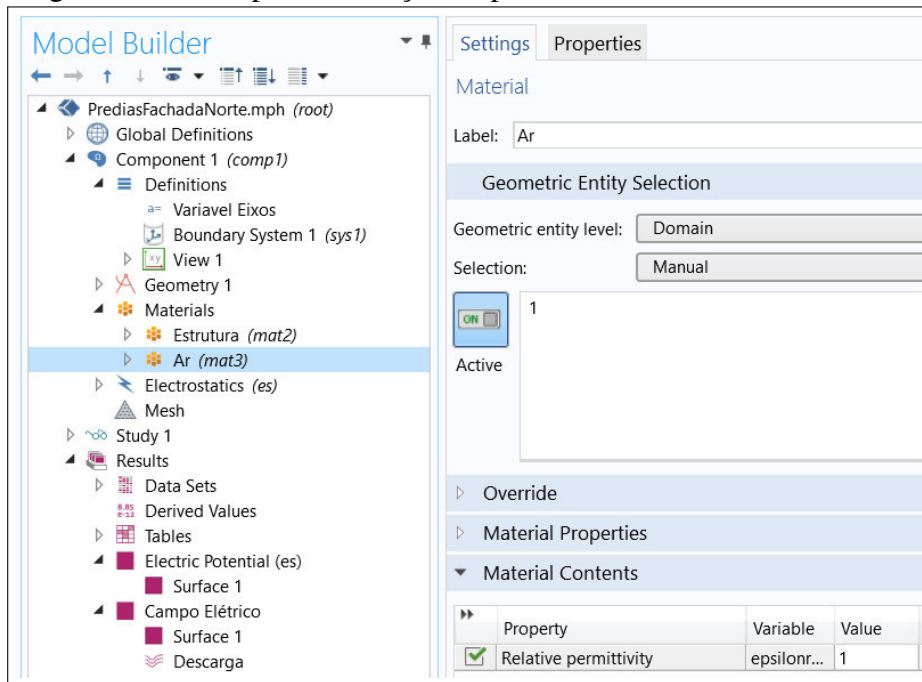 Model Builder
PrediasFachadaNorte.mph (root)
Global Definitions
Component 1 (comp1)
Definitions
a= Variavel Eixos
Boundary System 1 (sys1)
xy View 1
Geometry 1
Materials
Estrutura (mat2)
Ar (mat3)
Electrostatics (es)
Mesh
Study 1
Results
Data Sets
8.85 e-12 Derived Values
Tables
Electric Potential (es)
Surface 1
Campo Elétrico
Surface 1
Descarga
Settings Properties
Material
Label: Ar
Geometric Entity Selection
Geometric entity level: Domain
Selection: Manual
ON 1
Active
Override
Material Properties
Material Contents
Property Variable Value
Relative permittivity epsilonr... 1